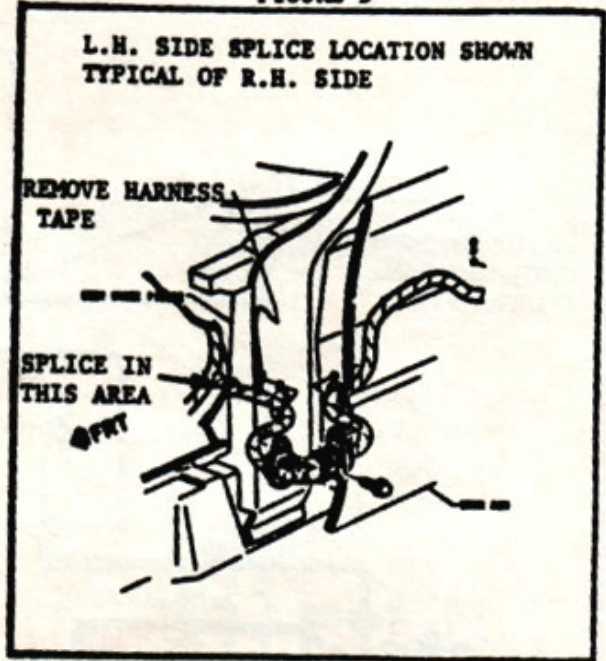 L.H. SIDE SPLICE LOCATION SHOWN
TYPICAL OF R.H. SIDE
REMOVE HARNESS
TAPE
SPLICE IN
THIS AREA
FRT